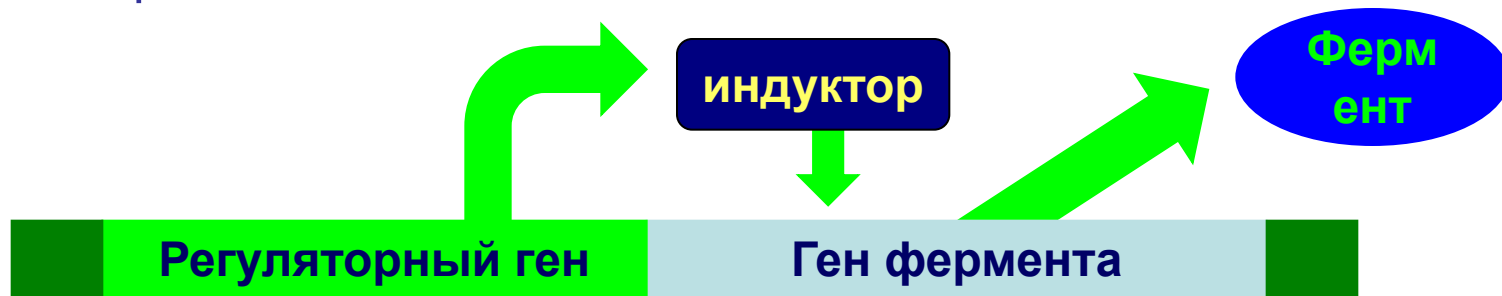 Ферм
ент
индуктор
Регуляторный ген
Ген фермента